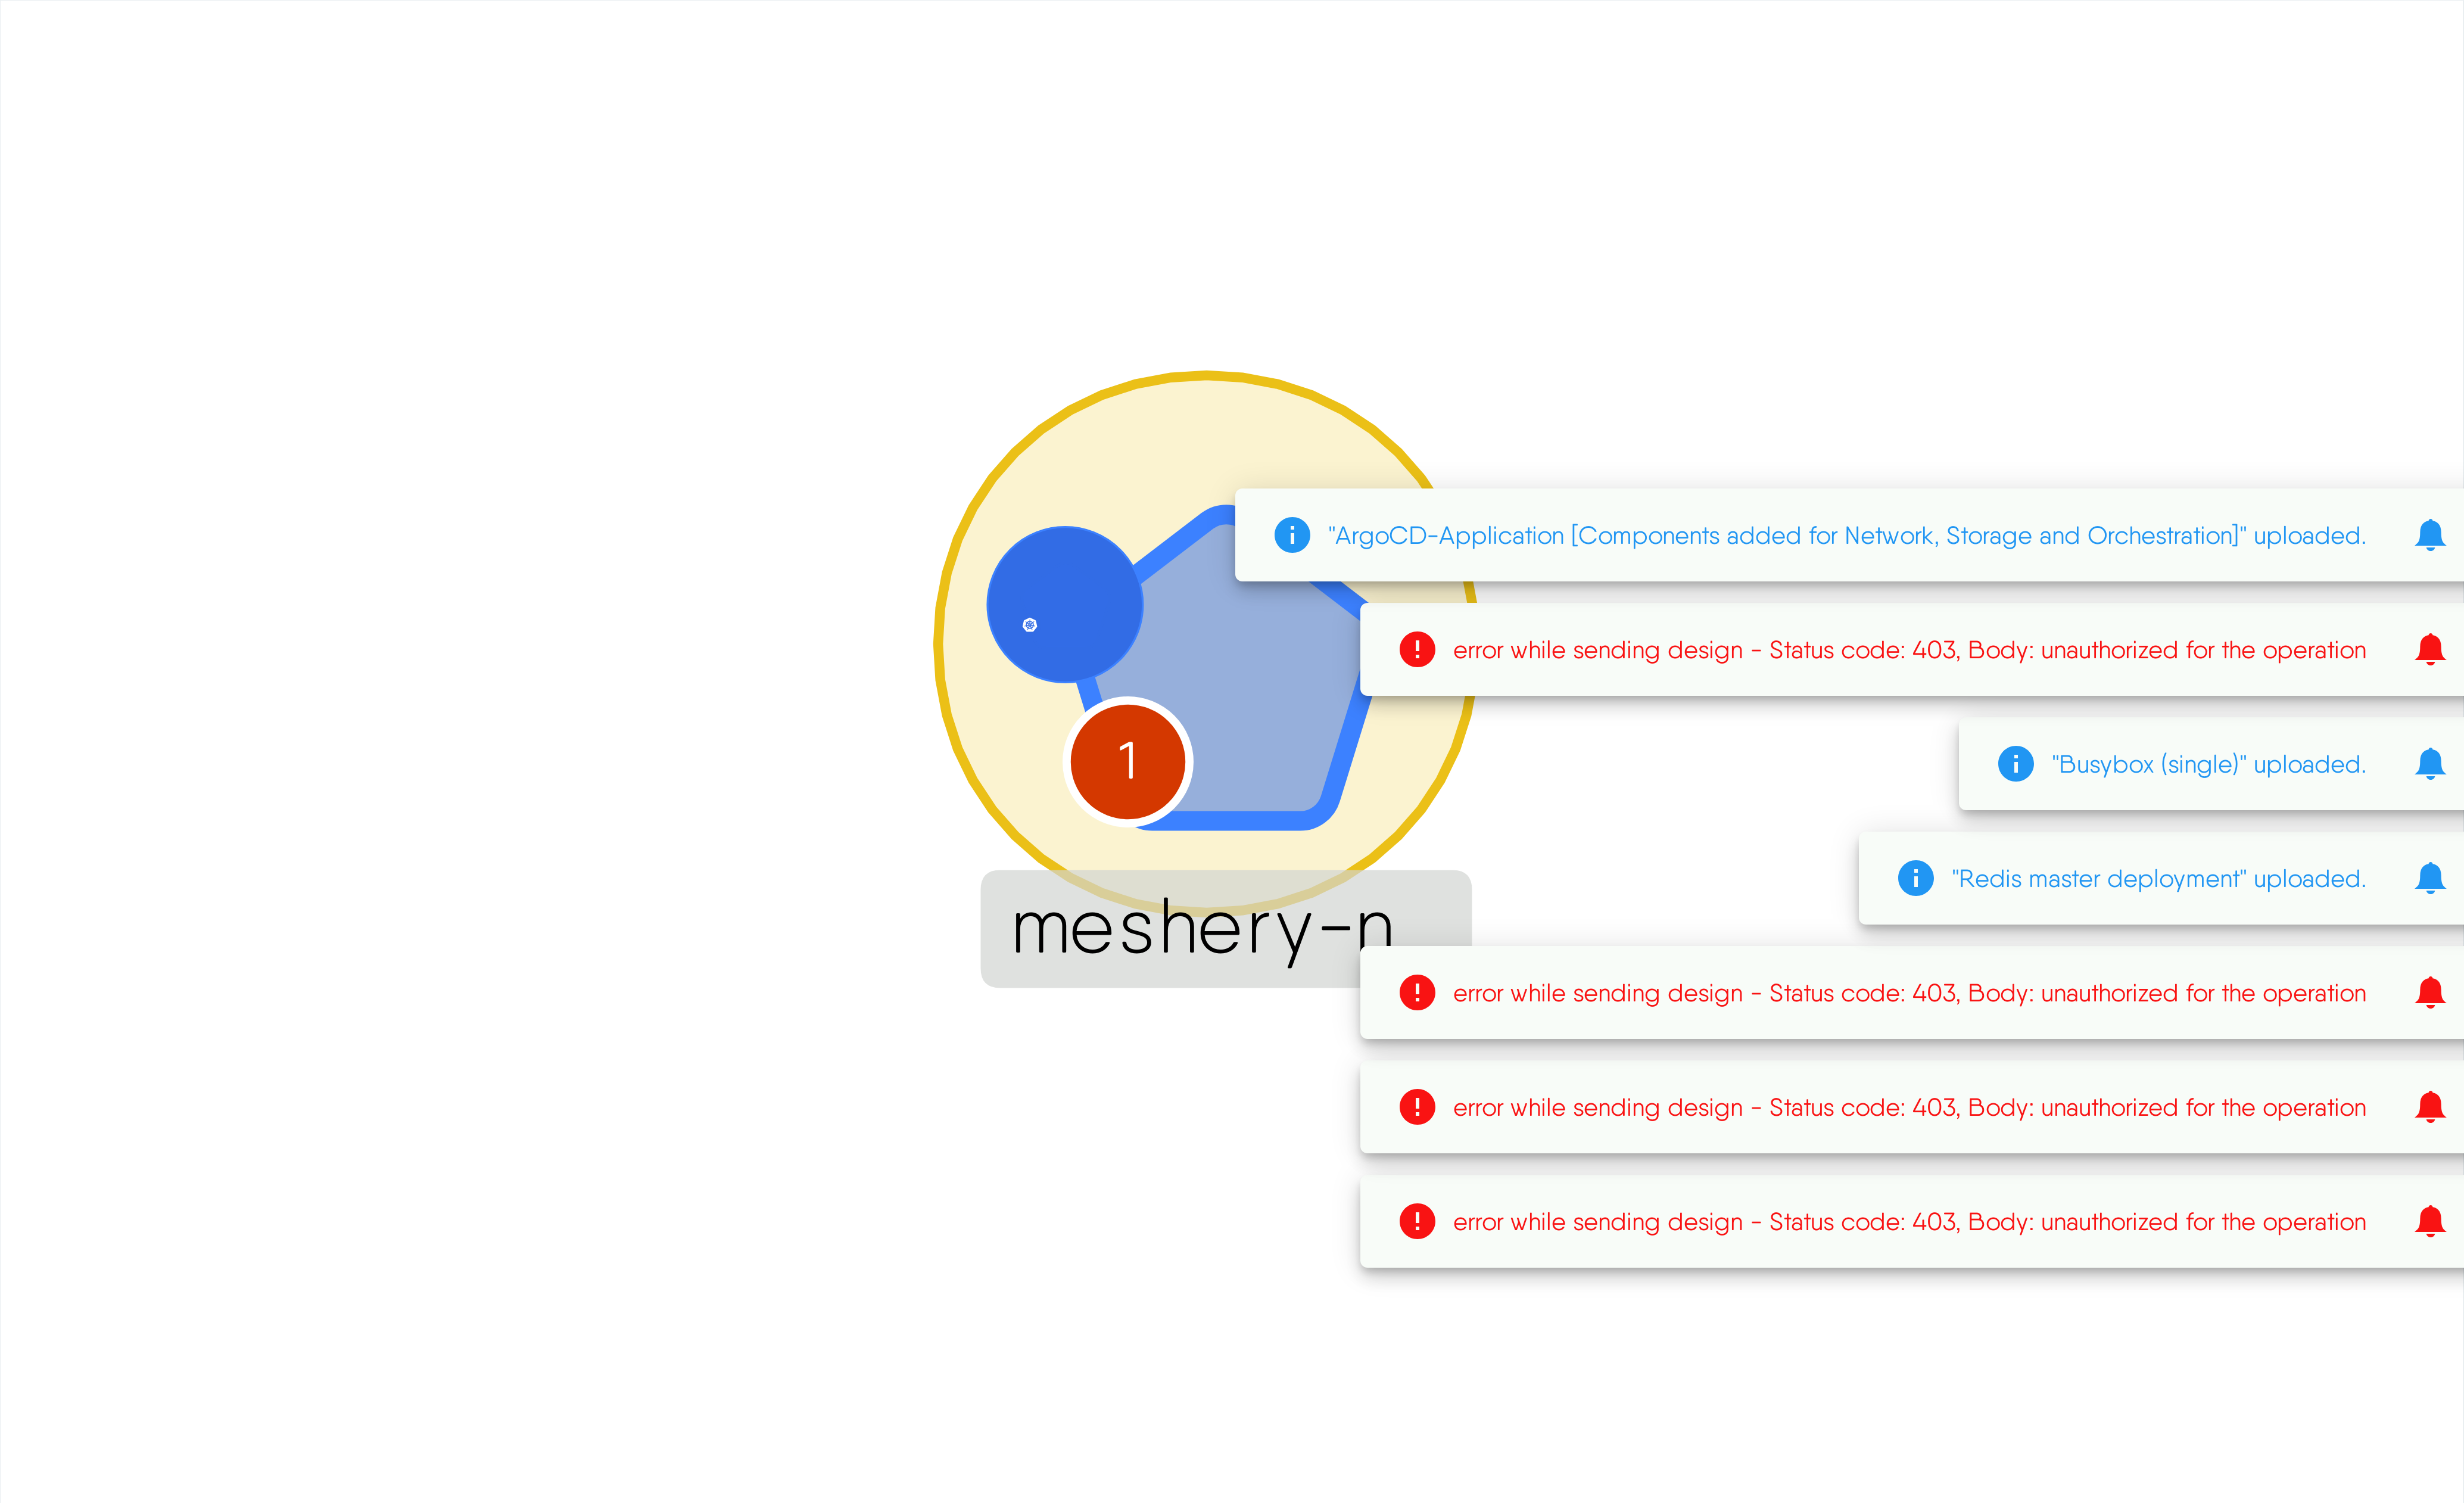 "ArgoCD-Application [Components added for Network, Storage and Orchestration]" uploaded.
error while sending design - Status code: 403, Body: unauthorized for the operation
1
"Busybox (single)" uploaded.
"Redis master deployment" uploaded.
meshery-n
error while sending design - Status code: 403, Body: unauthorized for the operation
error while sending design - Status code: 403, Body: unauthorized for the operation
error while sending design - Status code: 403, Body: unauthorized for the operation